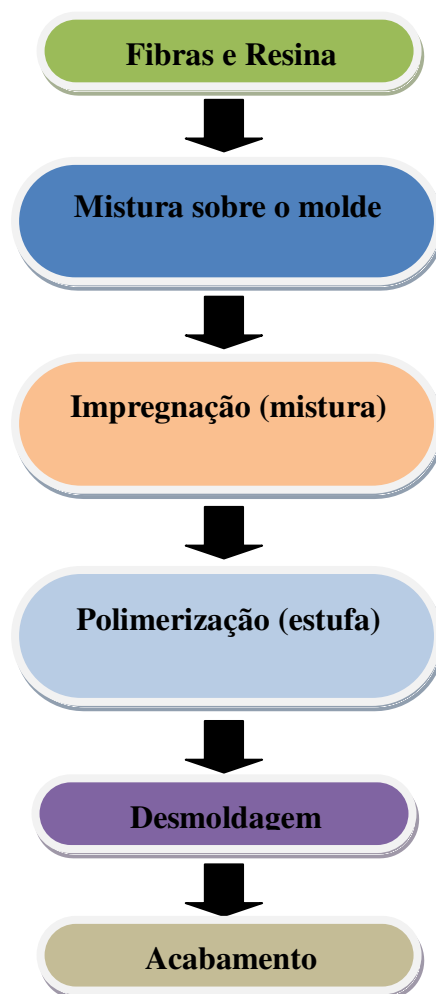 Fibras e Resina
Mistura sobre o molde
Impregnação (mistura)
Polimerização (estufa)
Desmoldagem
Acabamento